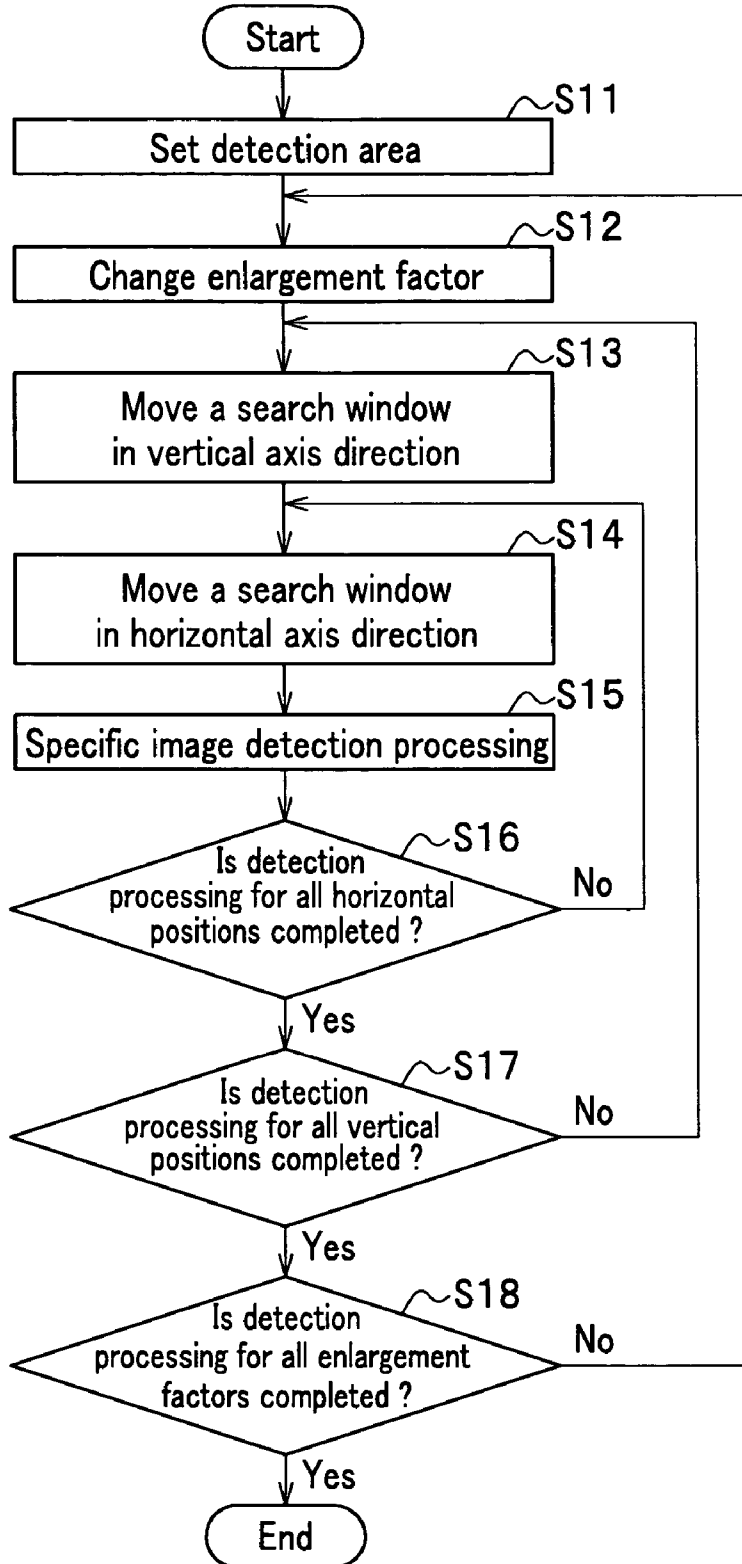 Start
S11
Set detection area
S12
Change enlargement factor
S13
Move a search window
in vertical axis direction
S14
Move a search window
in horizontal axis direction
S15
Specific image detection processing
S16
Is detection
processing for all horizontal
positions completed ?
No
Yes
S17
Is detection
processing for all vertical
positions completed ?
No
Yes
S18
Is detection
processing for all enlargement
factors completed ?
No
Yes
End